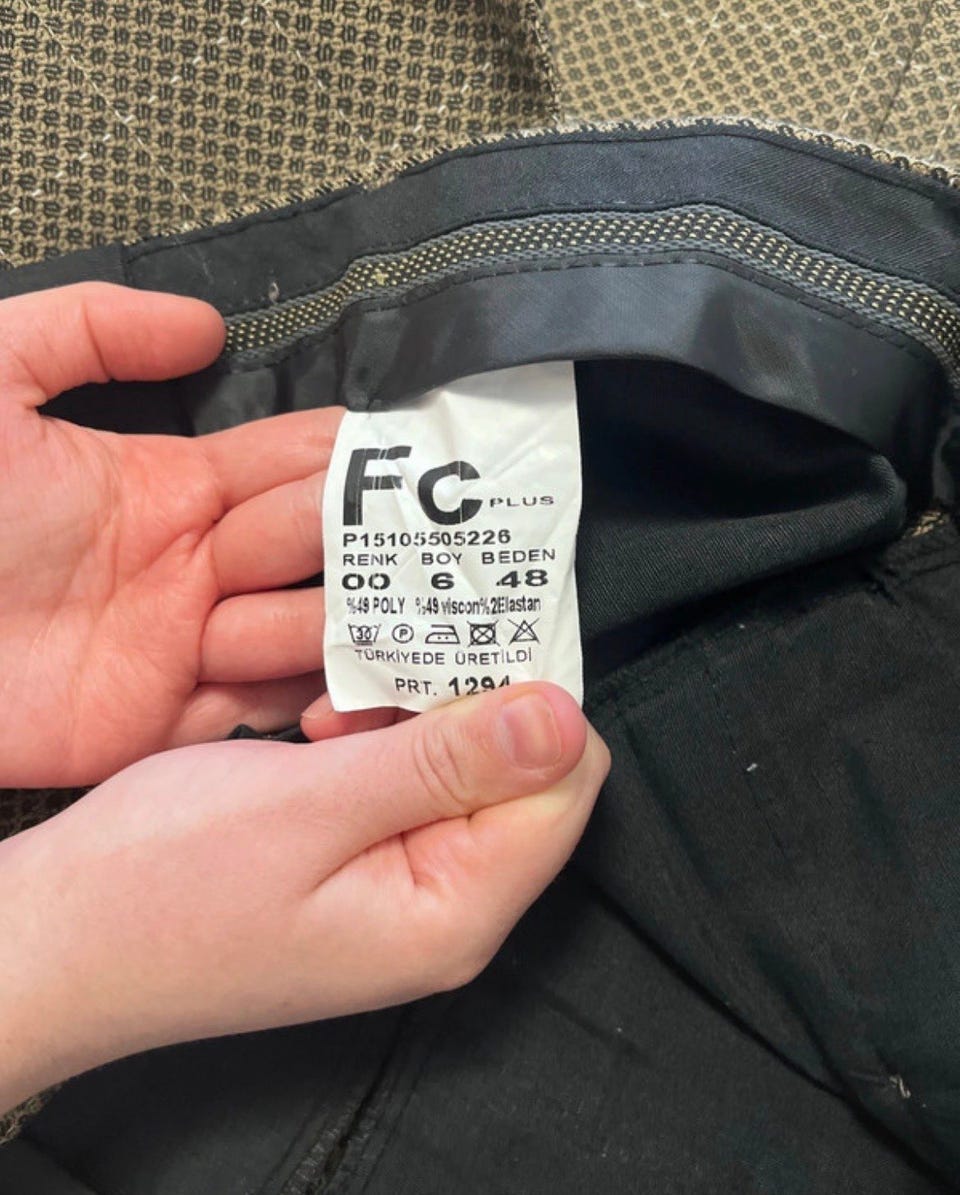 Fc PLUS
P15105505226
RENK BOY BEDEN
00 6 48
%49 POLY %49 viscon%2Elastan
30 P
TÜRKİYEDE ÜRETİLDİ
PRT. 1294